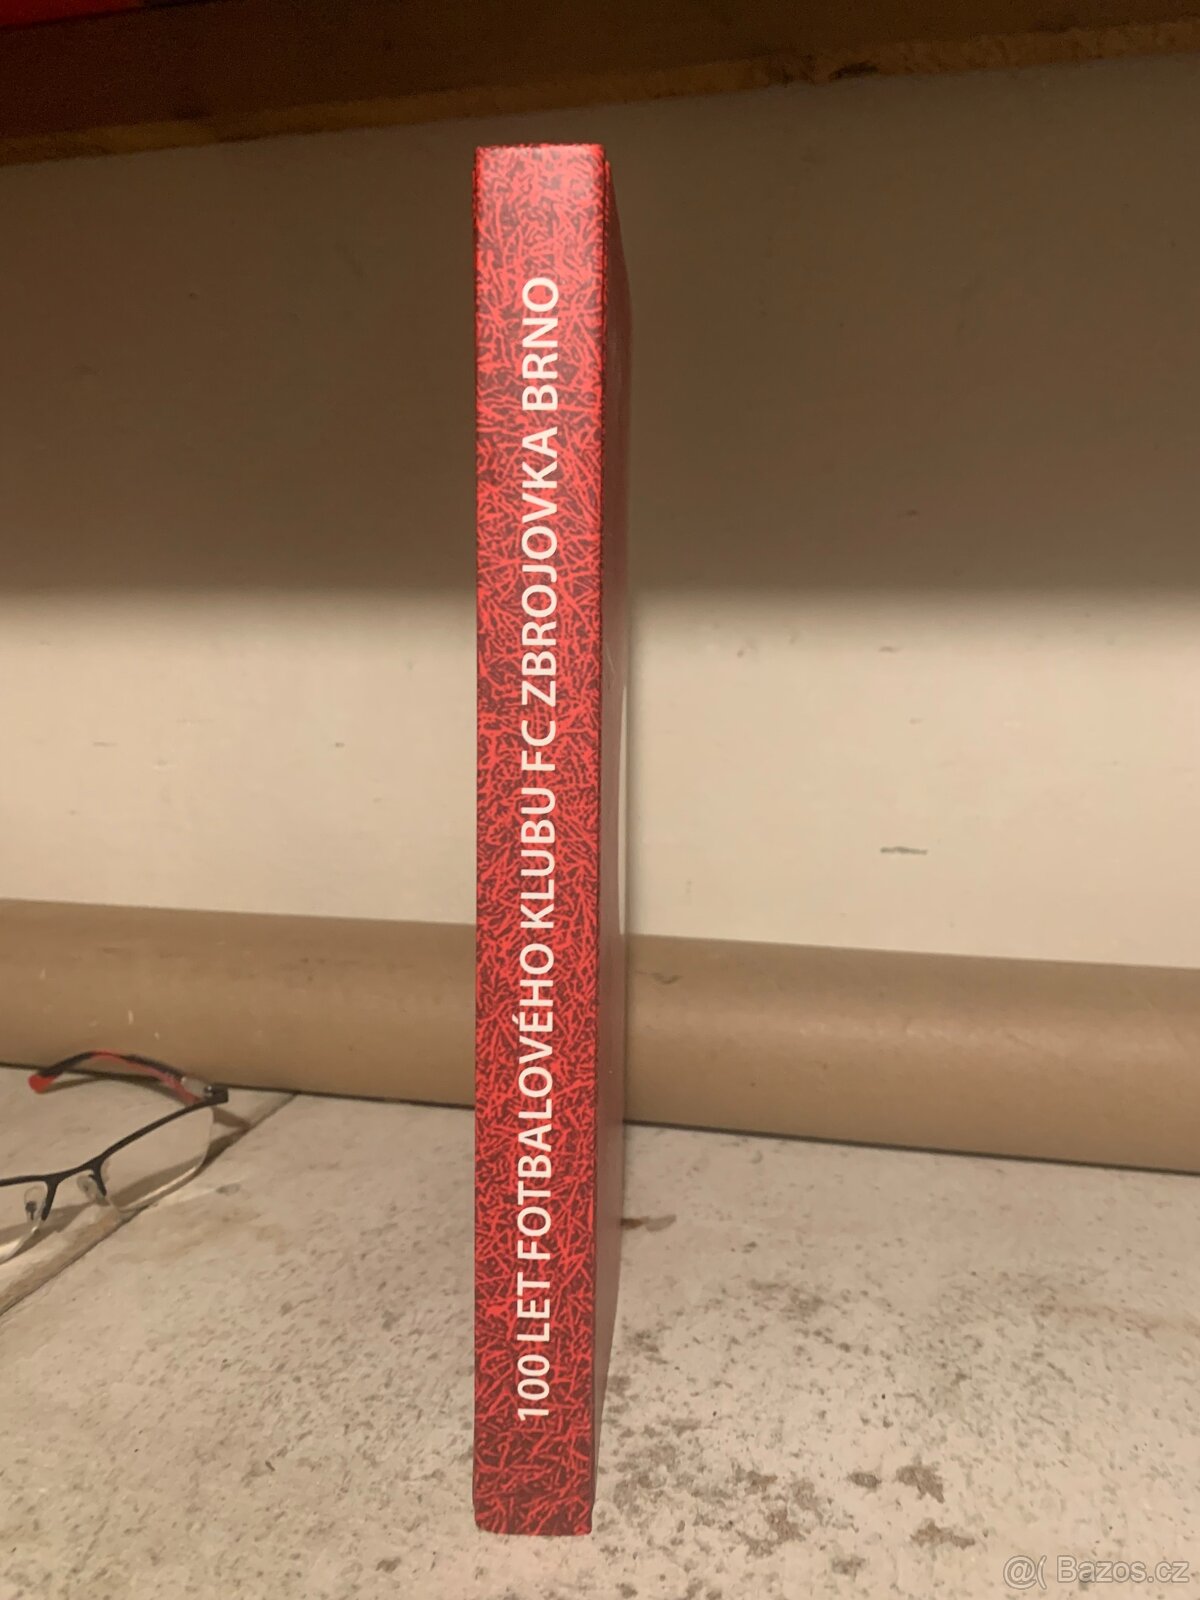 100 LET FOTBALOVÉHO KLUBU FC ZBROJOVKA BRNO
@( Bazos.cz